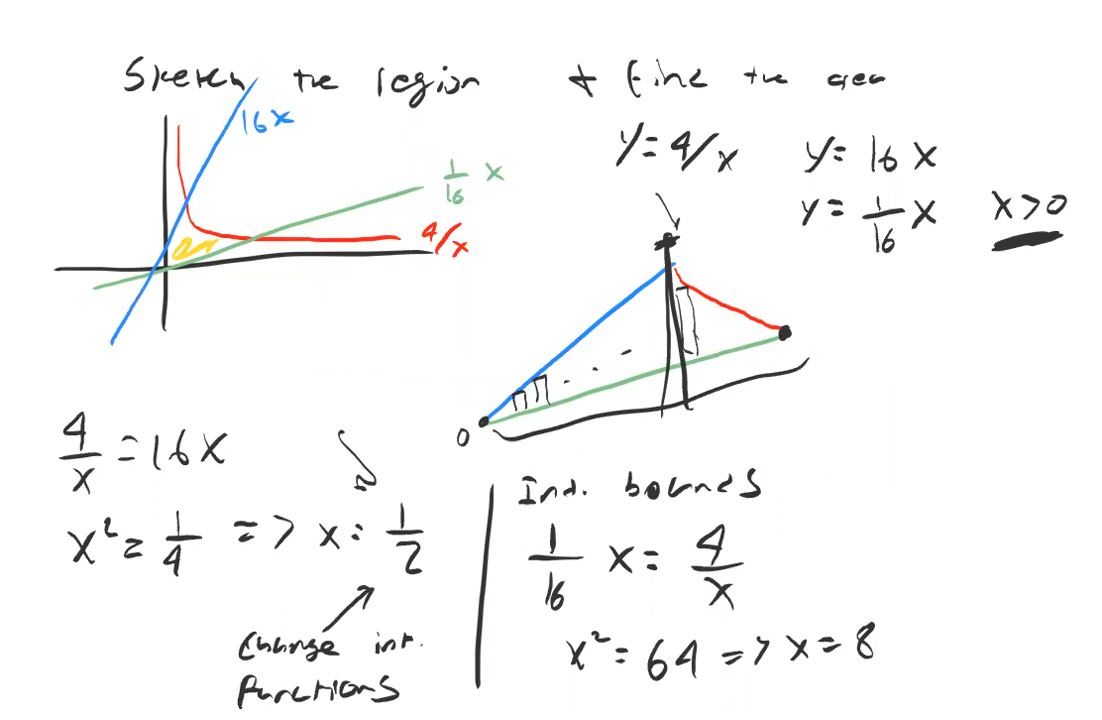 Sketch the region & find the area
16x
y = 4/x y = 16x
1/16 x
y = 1/16 x x > 0
4/x
0
4/x = 16x
Int. bounds
x² = 1/4 => x = 1/2
1/16 x = 4/x
Change int.
functions
x² = 64 => x = 8